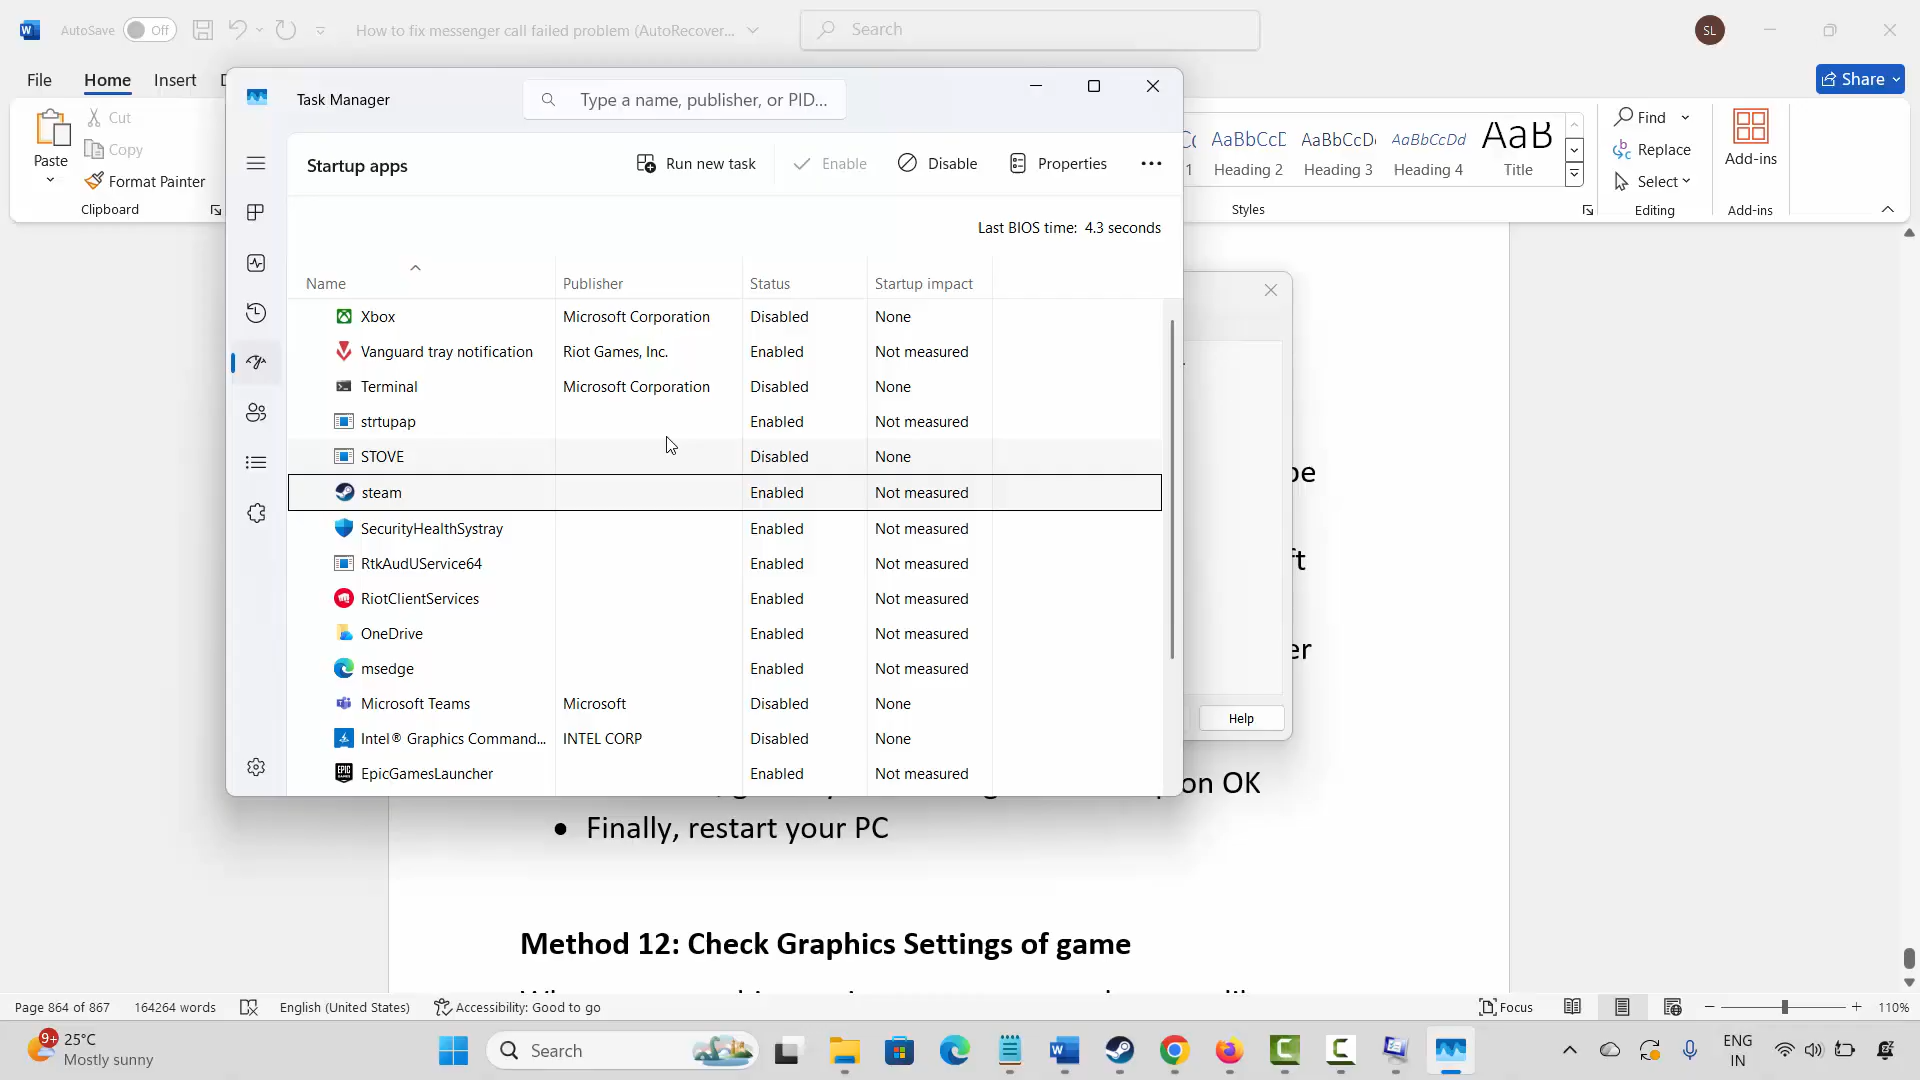 AutoSave Off
How to fix messenger call failed problem (AutoRecover...
Search
SL
File
Home
Insert
Share
Paste
Cut
Copy
Format Painter
Clipboard
AaBbCcD
Heading 2
AaBbCcD
Heading 3
AaBbCcDd
Heading 4
AaB
Title
Styles
Find
Replace
Select
Editing
Add-ins
Add-ins
Task Manager
Type a name, publisher, or PID...
Startup apps
Run new task
Enable
Disable
Properties
Last BIOS time: 4.3 seconds
Name Publisher Status Startup impact
Xbox Microsoft Corporation Disabled None
Vanguard tray notification Riot Games, Inc. Enabled Not measured
Terminal Microsoft Corporation Disabled None
strtupap Enabled Not measured
STOVE Disabled None
steam Enabled Not measured
SecurityHealthSystray Enabled Not measured
RtkAudUService64 Enabled Not measured
RiotClientServices Enabled Not measured
OneDrive Enabled Not measured
msedge Enabled Not measured
Microsoft Teams Microsoft Disabled None
Intel® Graphics Command... INTEL CORP Disabled None
EpicGamesLauncher Enabled Not measured
Help
on OK
• Finally, restart your PC
Method 12: Check Graphics Settings of game
Page 864 of 867
164264 words
English (United States)
Accessibility: Good to go
Focus
110%
9+
25°C
Mostly sunny
Search
ENG
IN